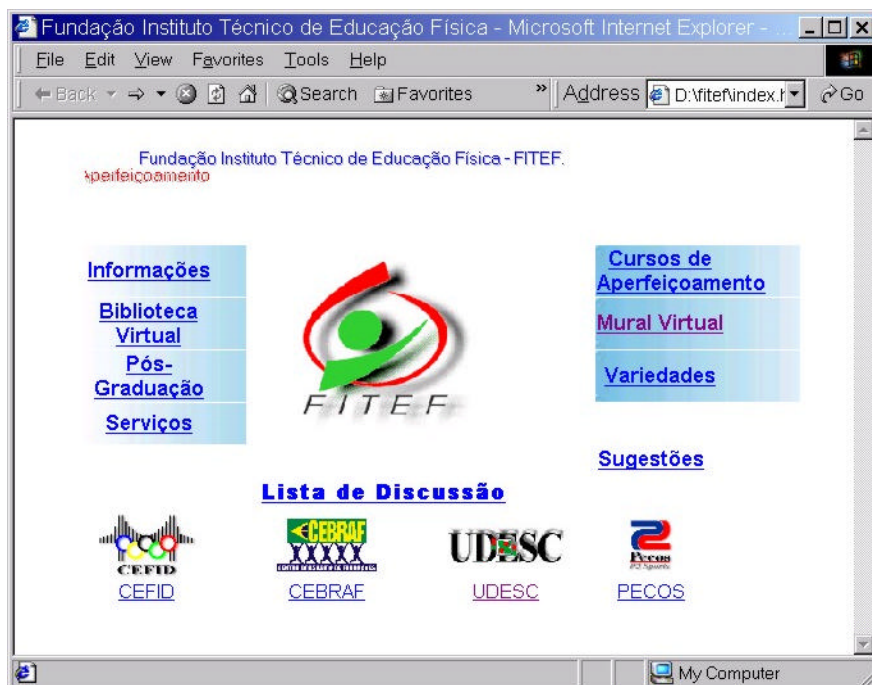 Fundação Instituto Técnico de Educação Física - Microsoft Internet Explorer - ...
File Edit View Favorites Tools Help
Back Search Favorites » Address D:\fitef\index.h Go
Fundação Instituto Técnico de Educação Física - FITEF.
Aperfeiçoamento
Informações
Biblioteca
Virtual
Pós-
Graduação
Serviços
FITEF
Cursos de
Aperfeiçoamento
Mural Virtual
Variedades
Sugestões
Lista de Discussão
CEFID
CEBRAF
UDESC
Pecos
CEFID CEBRAF UDESC PECOS
My Computer